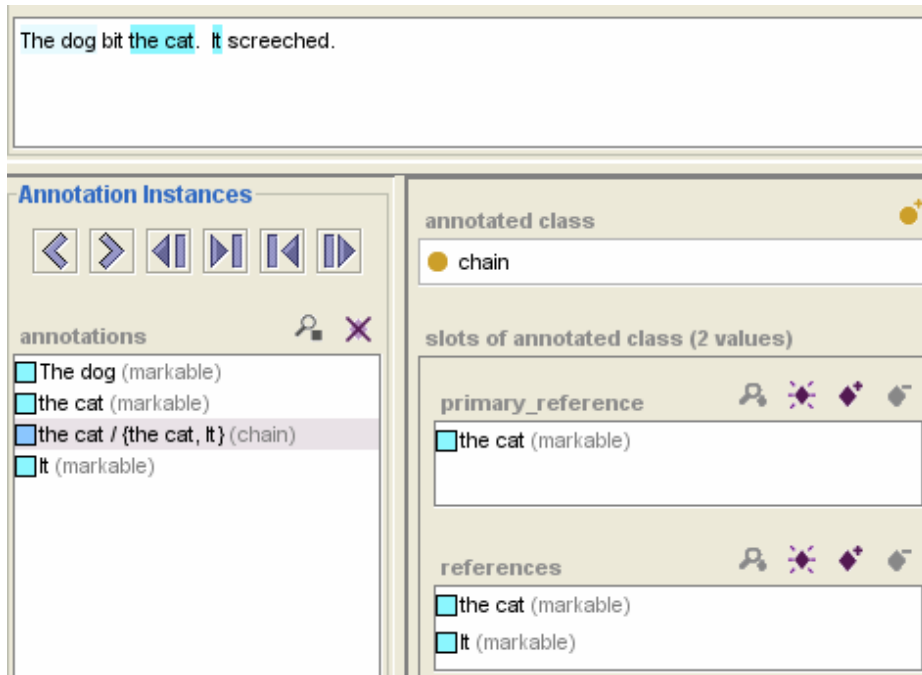 The dog bit the cat. It screeched.
Annotation Instances
annotations
The dog (markable)
the cat (markable)
the cat / {the cat, It} (chain)
It (markable)
annotated class
chain
slots of annotated class (2 values)
primary_reference
the cat (markable)
references
the cat (markable)
It (markable)